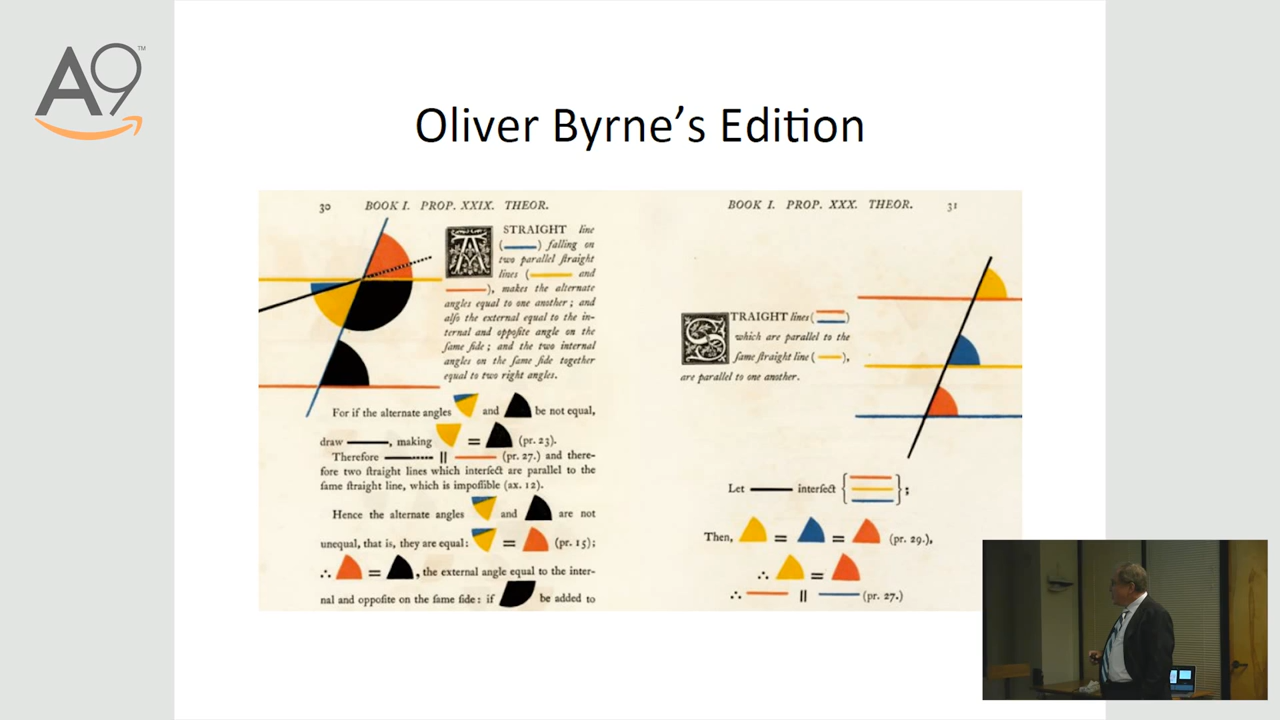 A9™
Oliver Byrne's Edition
30 BOOK I. PROP. XXIX. THEOR.
A STRAIGHT line
( ) falling on
two parallel ſtraight
lines ( and
), makes the alternate
angles equal to one another; and
alſo the external equal to the in-
ternal and oppoſite angle on the
ſame ſide; and the two internal
angles on the ſame ſide together
equal to two right angles.
For if the alternate angles and be not equal,
draw , making = (pr. 23).
Therefore || (pr. 27.) and there-
fore two ſtraight lines which interſect are parallel to the
ſame ſtraight line, which is impoſſible (ax. 12).
Hence the alternate angles and are not
unequal, that is, they are equal: = (pr. 15);
∴ = , the external angle equal to the inter-
nal and oppoſite on the ſame ſide: if be added to
BOOK I. PROP. XXX. THEOR. 31
STRAIGHT lines ( )
which are parallel to the
ſame ſtraight line ( ),
are parallel to one another.
Let interſect { };
Then, = = (pr. 29.),
∴ =
∴ || (pr. 27.)